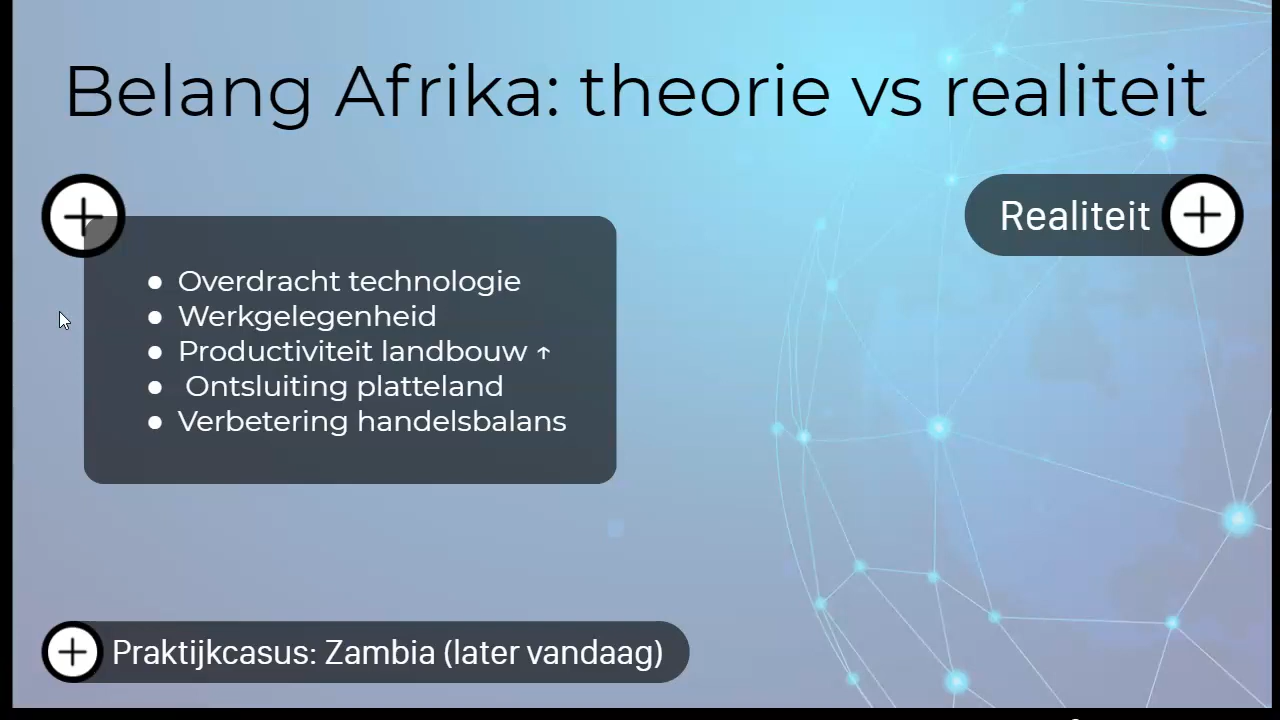 Belang Afrika: theorie vs realiteit
Realiteit
● Overdracht technologie
● Werkgelegenheid
● Productiviteit landbouw ↑
● Ontsluiting platteland
● Verbetering handelsbalans
Praktijkcasus: Zambia (later vandaag)